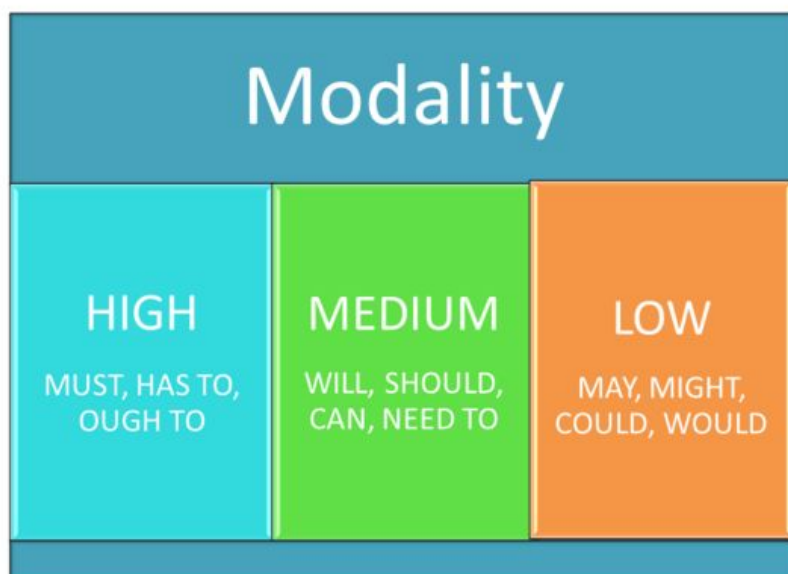 Modality
HIGH
MUST, HAS TO,
OUGH TO
MEDIUM
WILL, SHOULD,
CAN, NEED TO
LOW
MAY, MIGHT,
COULD, WOULD